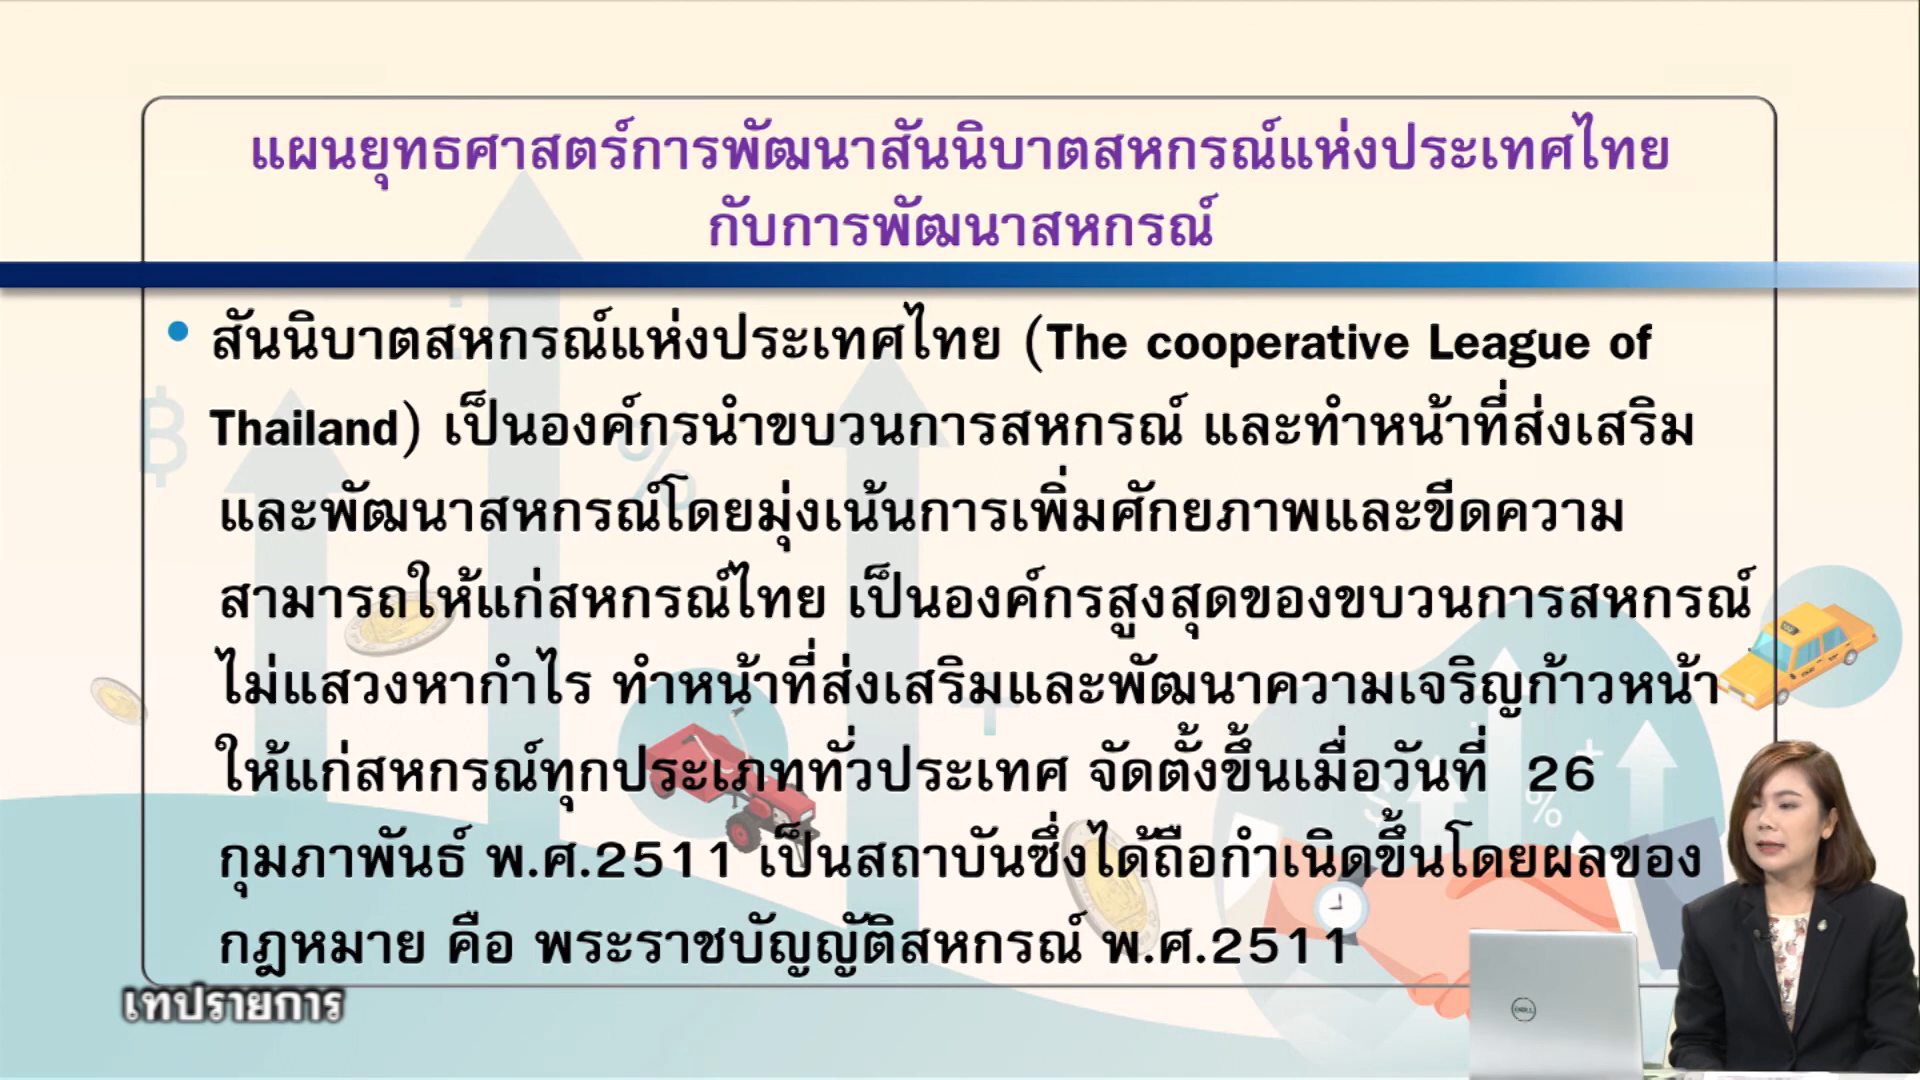 แผนยุทธศาสตร์การพัฒนาสันนิบาตสหกรณ์แห่งประเทศไทย
กับการพัฒนาสหกรณ์
• สันนิบาตสหกรณ์แห่งประเทศไทย (The cooperative League of
Thailand) เป็นองค์กรนำขบวนการสหกรณ์ และทำหน้าที่ส่งเสริม
และพัฒนาสหกรณ์โดยมุ่งเน้นการเพิ่มศักยภาพและขีดความ
สามารถให้แก่สหกรณ์ไทย เป็นองค์กรสูงสุดของขบวนการสหกรณ์
ไม่แสวงหากำไร ทำหน้าที่ส่งเสริมและพัฒนาความเจริญก้าวหน้า
ให้แก่สหกรณ์ทุกประเภททั่วประเทศ จัดตั้งขึ้นเมื่อวันที่ 26
กุมภาพันธ์ พ.ศ.2511 เป็นสถาบันซึ่งได้ถือกำเนิดขึ้นโดยผลของ
กฎหมาย คือ พระราชบัญญัติสหกรณ์ พ.ศ.2511
เทปรายการ
DELL